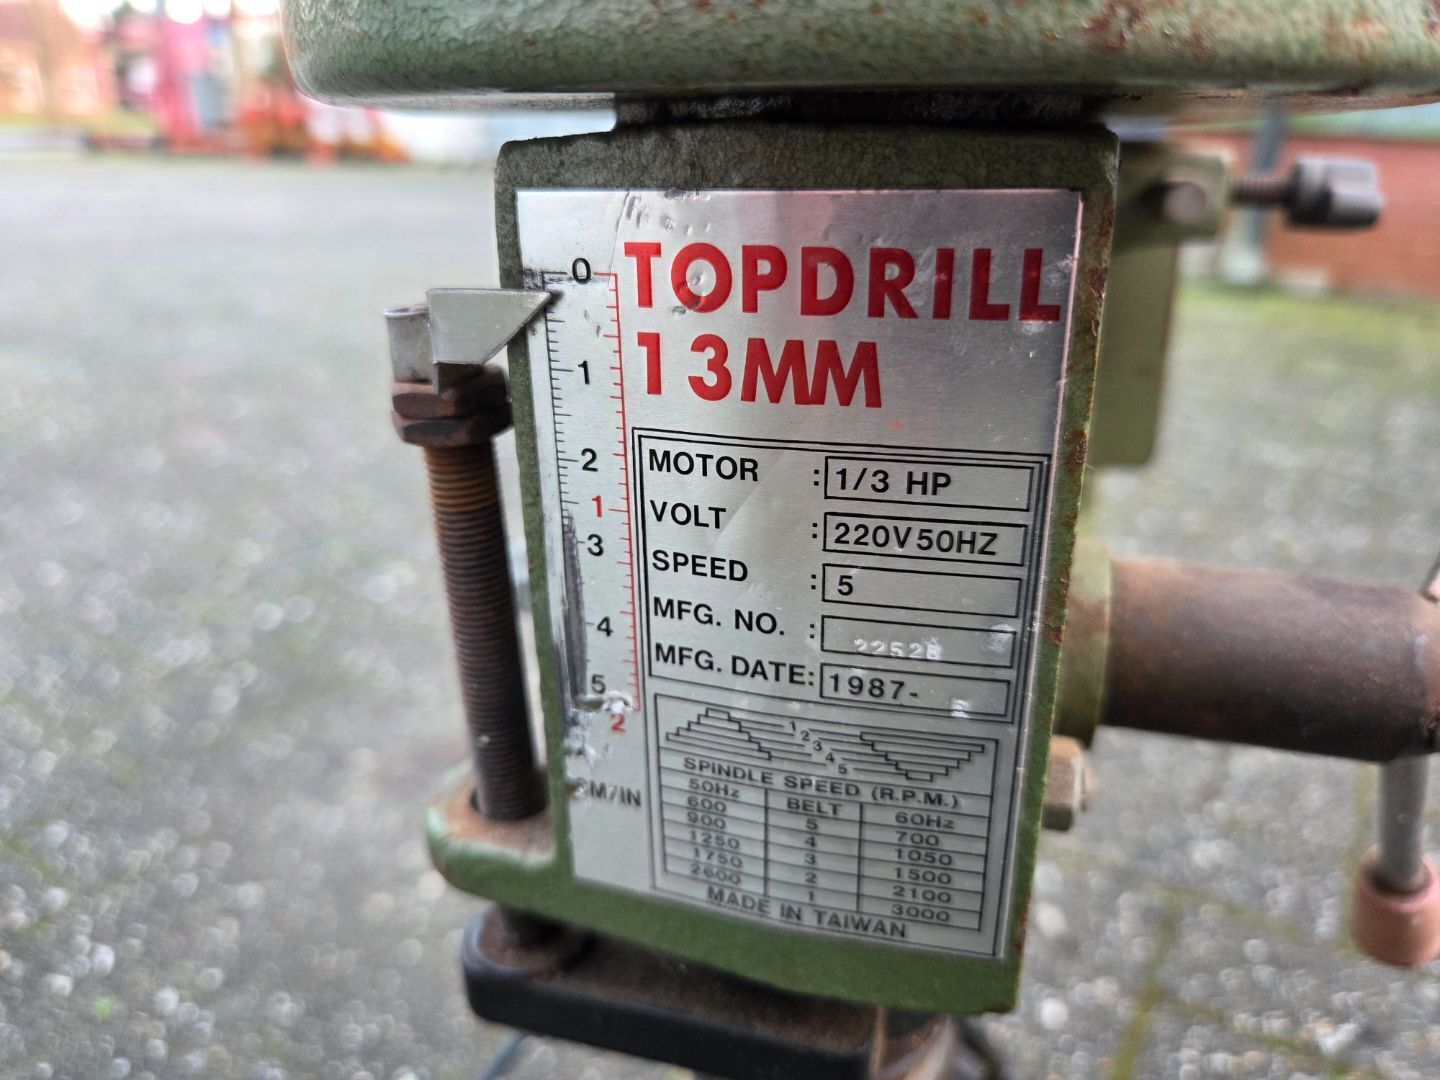 TOPDRILL
13MM
0
1
2
1
3
4
5
2
CM/IN
MOTOR : 1/3 HP
VOLT : 220V50HZ
SPEED : 5
MFG. NO. : 22528
MFG. DATE: 1987-
1
2
3
4
5
SPINDLE SPEED (R.P.M.)
50Hz BELT 60Hz
600 5 700
900 4 1050
1250 3 1500
1750 2 2100
2600 1 3000
MADE IN TAIWAN